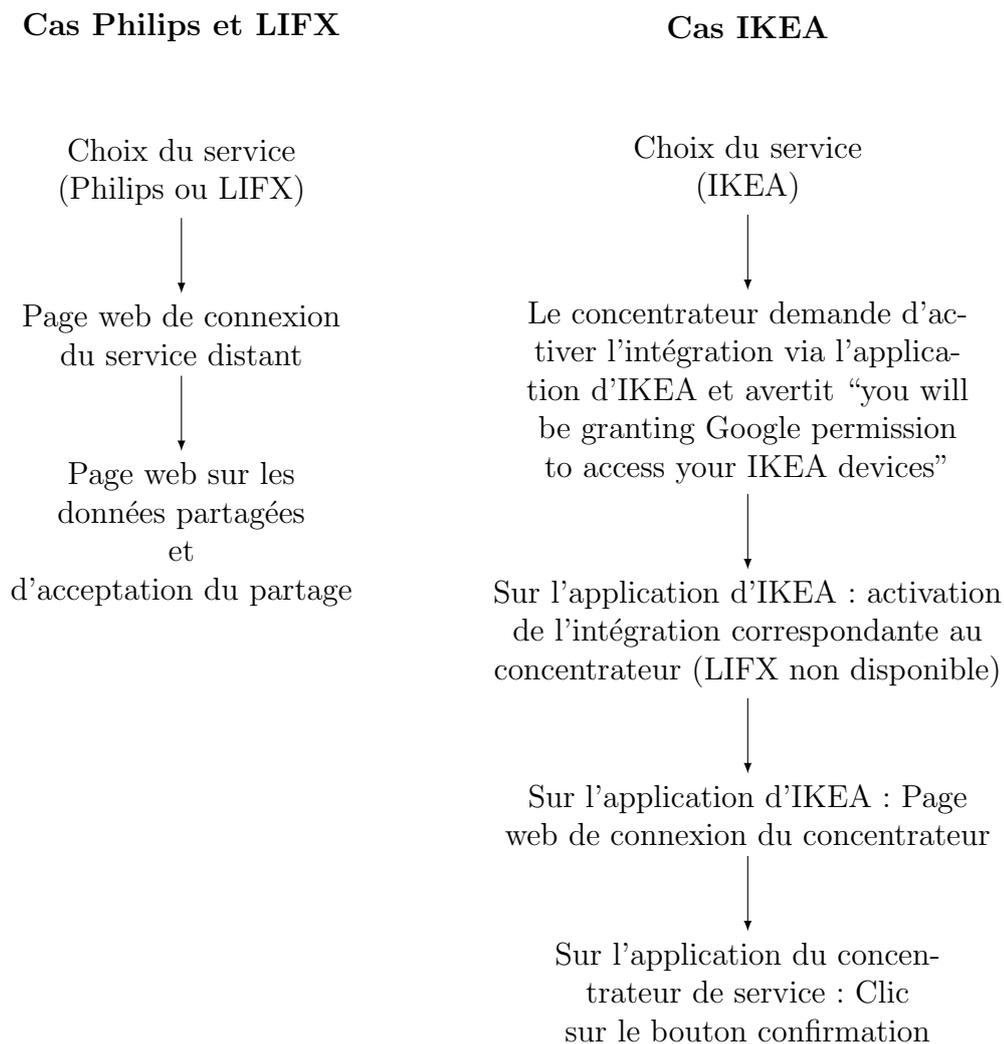 Cas Philips et LIFX
Choix du service
(Philips ou LIFX)
Page web de connexion
du service distant
Page web sur les
données partagées
et
d'acceptation du partage
Cas IKEA
Choix du service
(IKEA)
Le concentrateur demande d'ac-
tiver l'intégration via l'applica-
tion d'IKEA et avertit “you will
be granting Google permission
to access your IKEA devices”
Sur l'application d'IKEA : activation
de l'intégration correspondante au
concentrateur (LIFX non disponible)
Sur l'application d'IKEA : Page
web de connexion du concentrateur
Sur l'application du concen-
trateur de service : Clic
sur le bouton confirmation